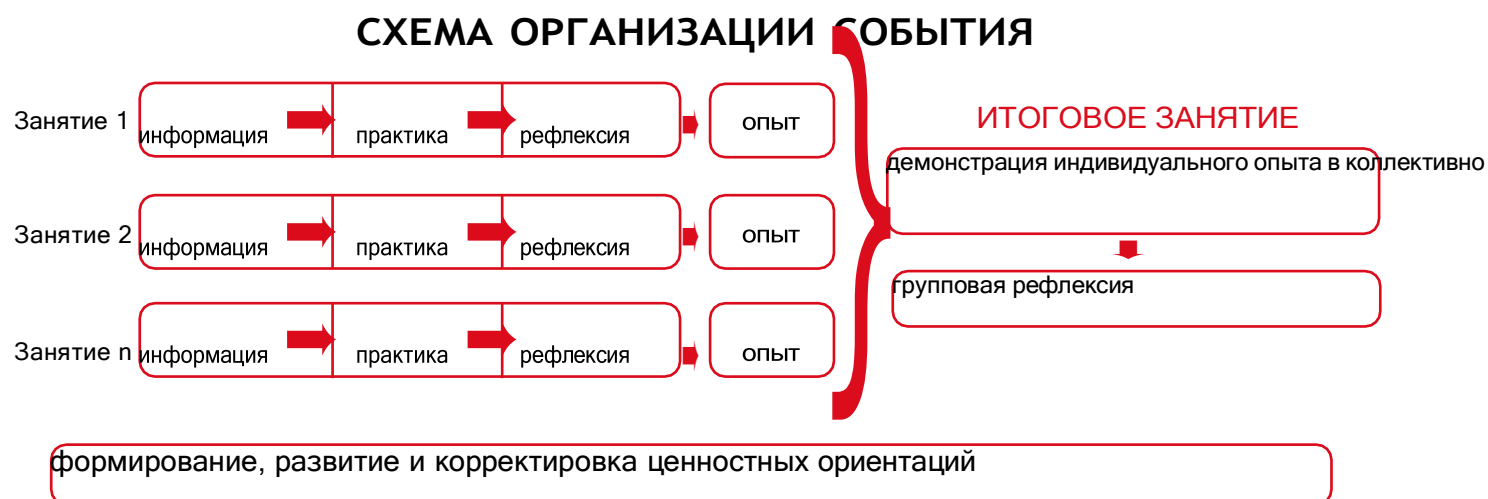 СХЕМА ОРГАНИЗАЦИИ СОБЫТИЯ
Занятие 1 информация практика рефлексия опыт
ИТОГОВОЕ ЗАНЯТИЕ
демонстрация индивидуального опыта в коллективно
Занятие 2 информация практика рефлексия опыт
групповая рефлексия
Занятие n информация практика рефлексия опыт
формирование, развитие и корректировка ценностных ориентаций